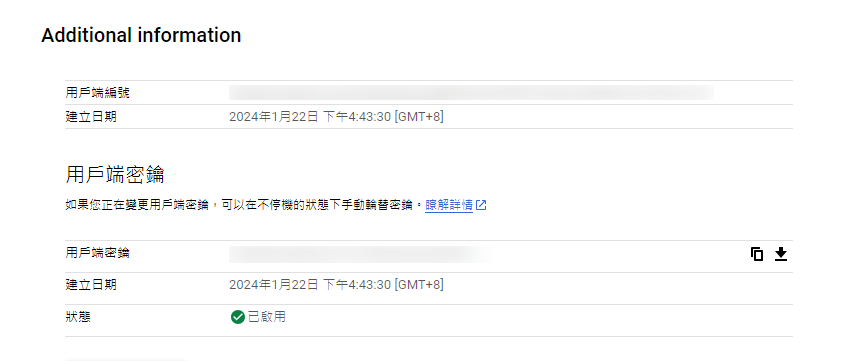 Additional information
用戶端編號
建立日期 2024年1月22日 下午4:43:30 [GMT+8]
用戶端密鑰
如果您正在變更用戶端密鑰，可以在不停機的狀態下手動輪替密鑰。瞭解詳情
用戶端密鑰
建立日期 2024年1月22日 下午4:43:30 [GMT+8]
狀態 已啟用